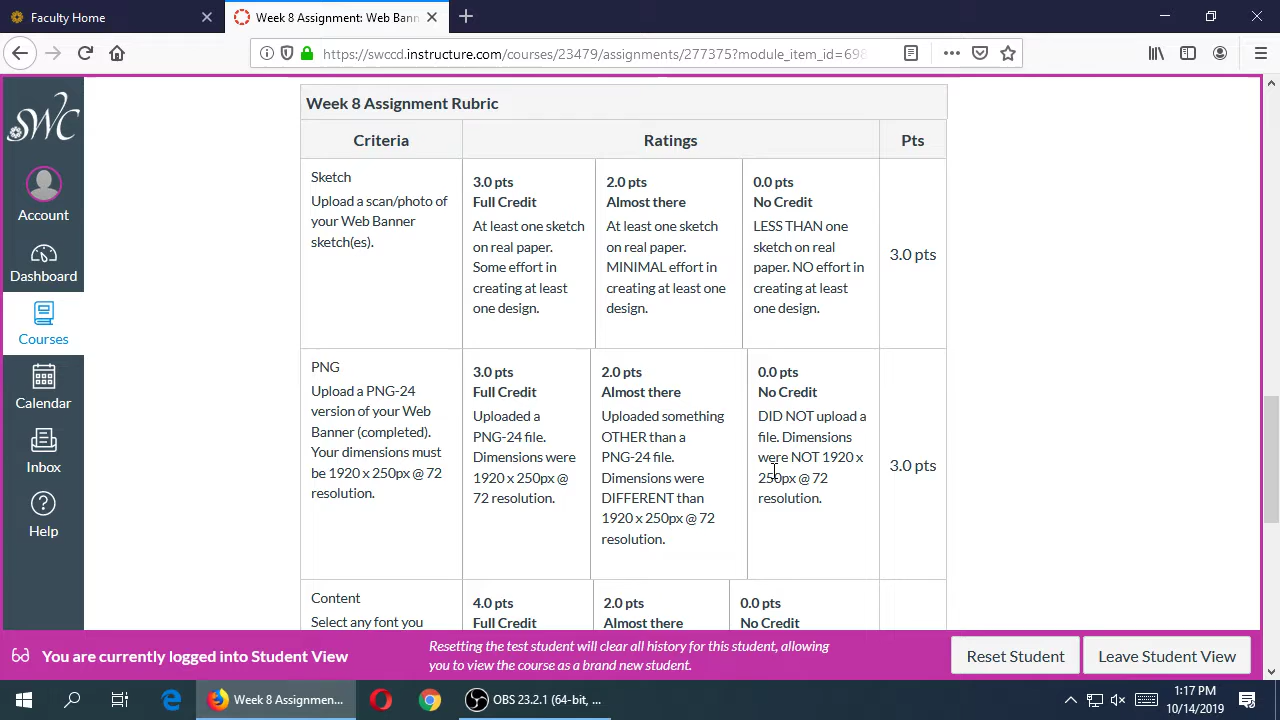 Faculty Home
Week 8 Assignment: Web Bann
https://swccd.instructure.com/courses/23479/assignments/277375?module_item_id=698
SWC
Account
Dashboard
Courses
Calendar
Inbox
Help
Week 8 Assignment Rubric
Criteria
Ratings
Pts
Sketch
Upload a scan/photo of
your Web Banner
sketch(es).
3.0 pts
Full Credit
At least one sketch
on real paper.
Some effort in
creating at least
one design.
2.0 pts
Almost there
At least one sketch
on real paper.
MINIMAL effort in
creating at least
one design.
0.0 pts
No Credit
LESS THAN one
sketch on real
paper. NO effort in
creating at least
one design.
3.0 pts
PNG
Upload a PNG-24
version of your Web
Banner (completed).
Your dimensions must
be 1920 x 250px @ 72
resolution.
3.0 pts
Full Credit
Uploaded a
PNG-24 file.
Dimensions were
1920 x 250px @
72 resolution.
2.0 pts
Almost there
Uploaded something
OTHER than a
PNG-24 file.
Dimensions were
DIFFERENT than
1920 x 250px @ 72
resolution.
0.0 pts
No Credit
DID NOT upload a
file. Dimensions
were NOT 1920 x
250px @ 72
resolution.
3.0 pts
Content
Select any font you
4.0 pts
Full Credit
2.0 pts
Almost there
0.0 pts
No Credit
You are currently logged into Student View
Resetting the test student will clear all history for this student, allowing
you to view the course as a brand new student.
Reset Student
Leave Student View
Week 8 Assignmen...
OBS 23.2.1 (64-bit, ...
1:17 PM
10/14/2019